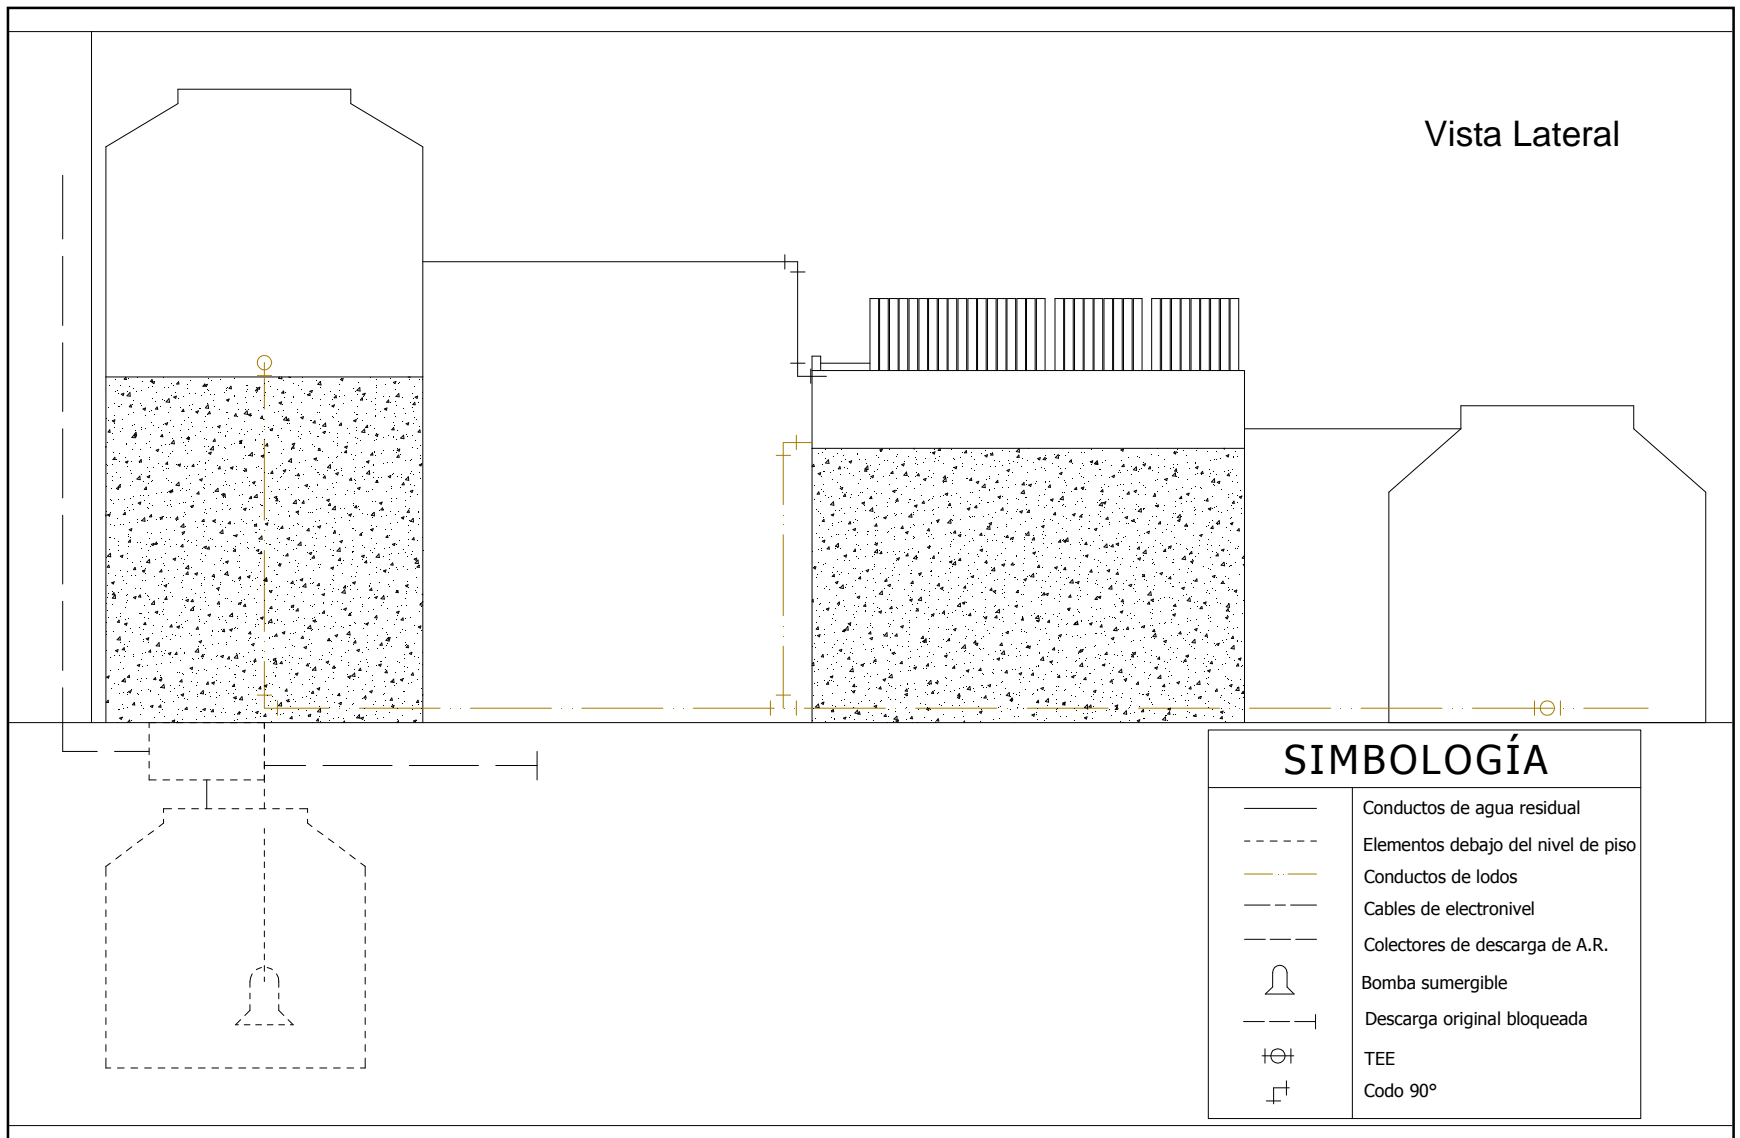 Vista Lateral
SIMBOLOGÍA
Conductos de agua residual
Elementos debajo del nivel de piso
Conductos de lodos
Cables de electronivel
Colectores de descarga de A.R.
Bomba sumergible
Descarga original bloqueada
TEE
Codo 90°